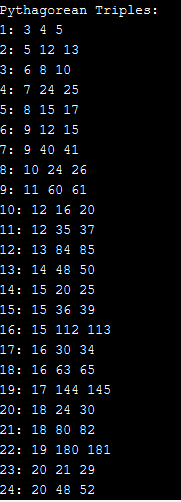 Pythagorean Triples:
1: 3 4 5
2: 5 12 13
3: 6 8 10
4: 7 24 25
5: 8 15 17
6: 9 12 15
7: 9 40 41
8: 10 24 26
9: 11 60 61
10: 12 16 20
11: 12 35 37
12: 13 84 85
13: 14 48 50
14: 15 20 25
15: 15 36 39
16: 15 112 113
17: 16 30 34
18: 16 63 65
19: 17 144 145
20: 18 24 30
21: 18 80 82
22: 19 180 181
23: 20 21 29
24: 20 48 52